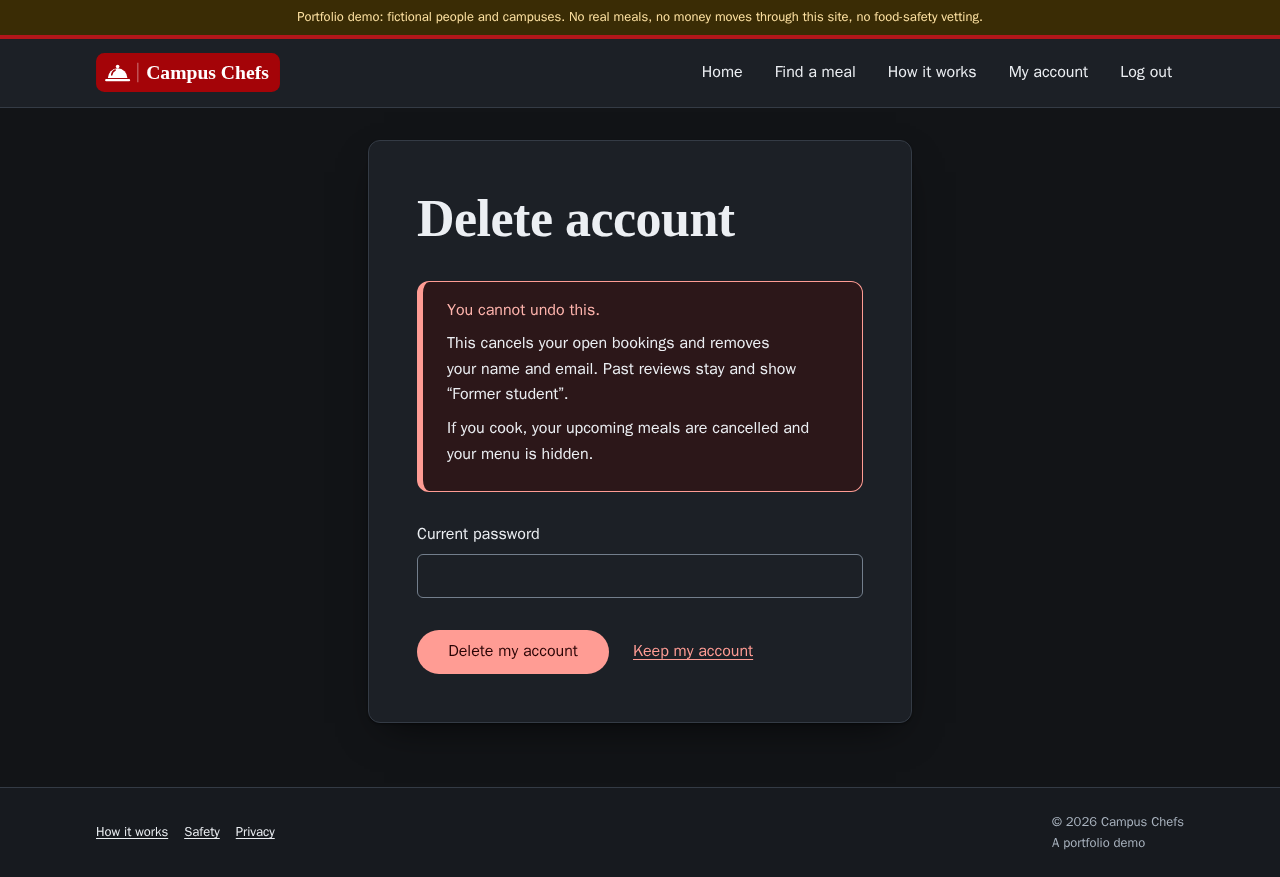 Portfolio demo: fictional people and campuses. No real meals, no money moves through this site, no food-safety vetting.
Campus Chefs
Home
Find a meal
How it works
My account
Log out
Delete account
You cannot undo this.
This cancels your open bookings and removes
your name and email. Past reviews stay and show
“Former student”.
If you cook, your upcoming meals are cancelled and
your menu is hidden.
Current password
Delete my account
Keep my account
How it works
Safety
Privacy
© 2026 Campus Chefs
A portfolio demo